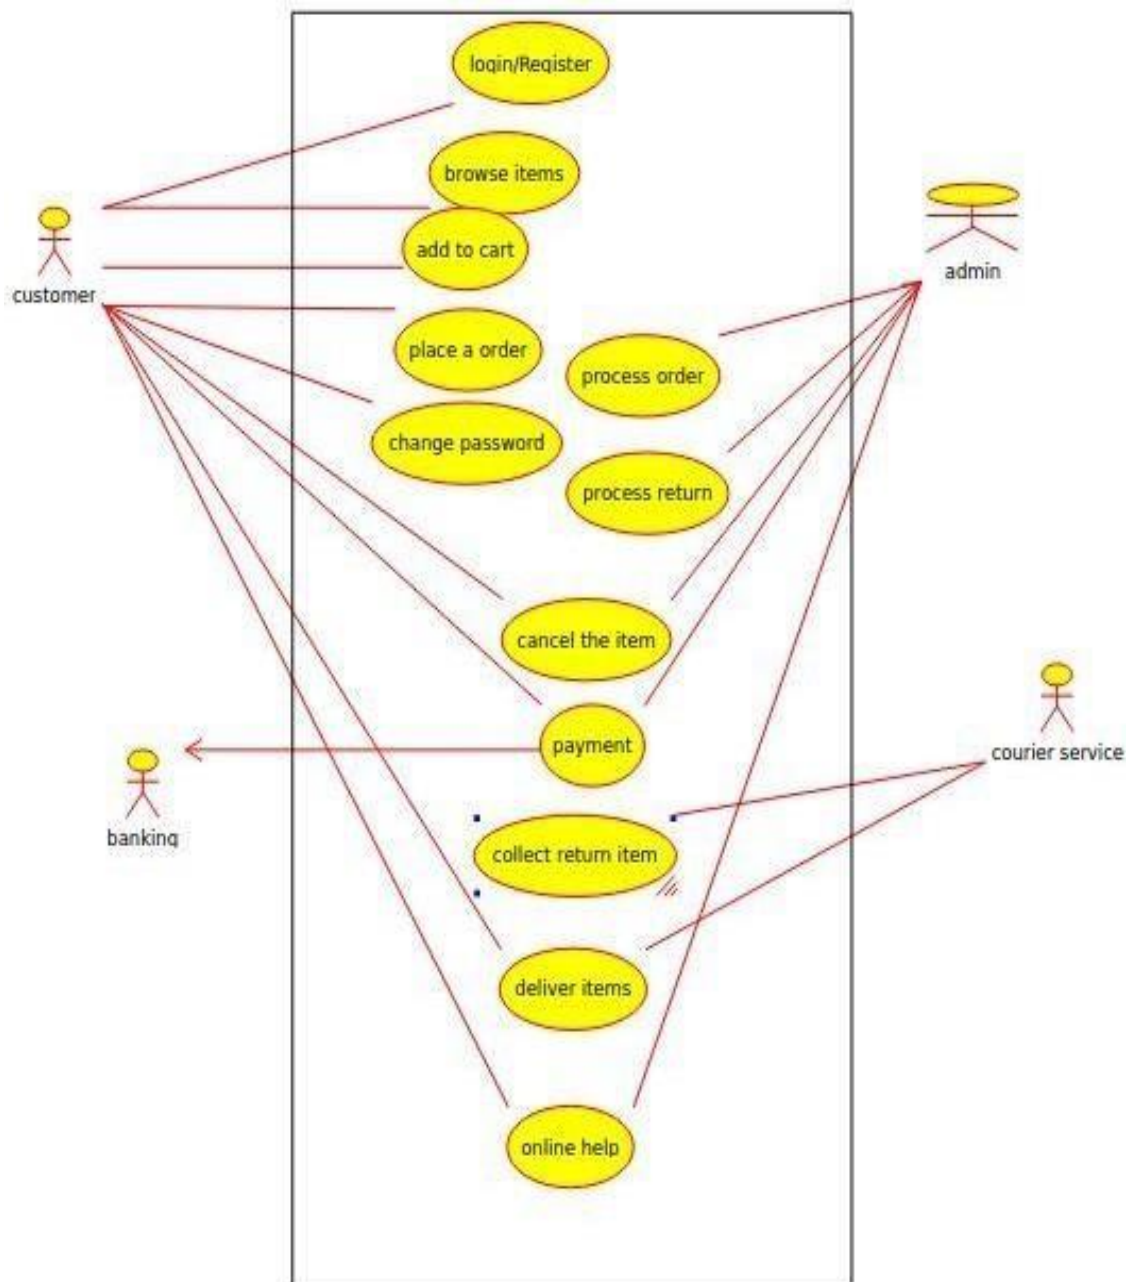 login/Register
browse items
add to cart
customer
admin
place a order
process order
change password
process return
cancel the item
payment
courier service
banking
collect return item
deliver items
online help